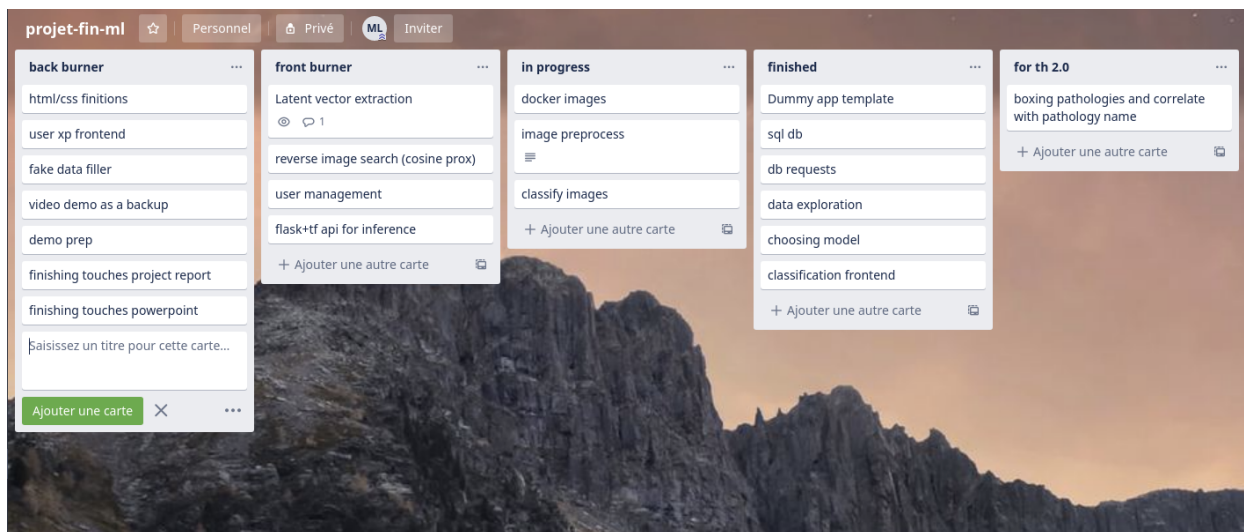 projet-fin-ml
Personnel
Privé
ML
Inviter
back burner
html/css finitions
user xp frontend
fake data filler
video demo as a backup
demo prep
finishing touches project report
finishing touches powerpoint
Saisissez un titre pour cette carte…
Ajouter une carte
front burner
Latent vector extraction
1
reverse image search (cosine prox)
user management
flask+tf api for inference
+ Ajouter une autre carte
in progress
docker images
image preprocess
classify images
+ Ajouter une autre carte
finished
Dummy app template
sql db
db requests
data exploration
choosing model
classification frontend
+ Ajouter une autre carte
for th 2.0
boxing pathologies and correlate
with pathology name
+ Ajouter une autre carte